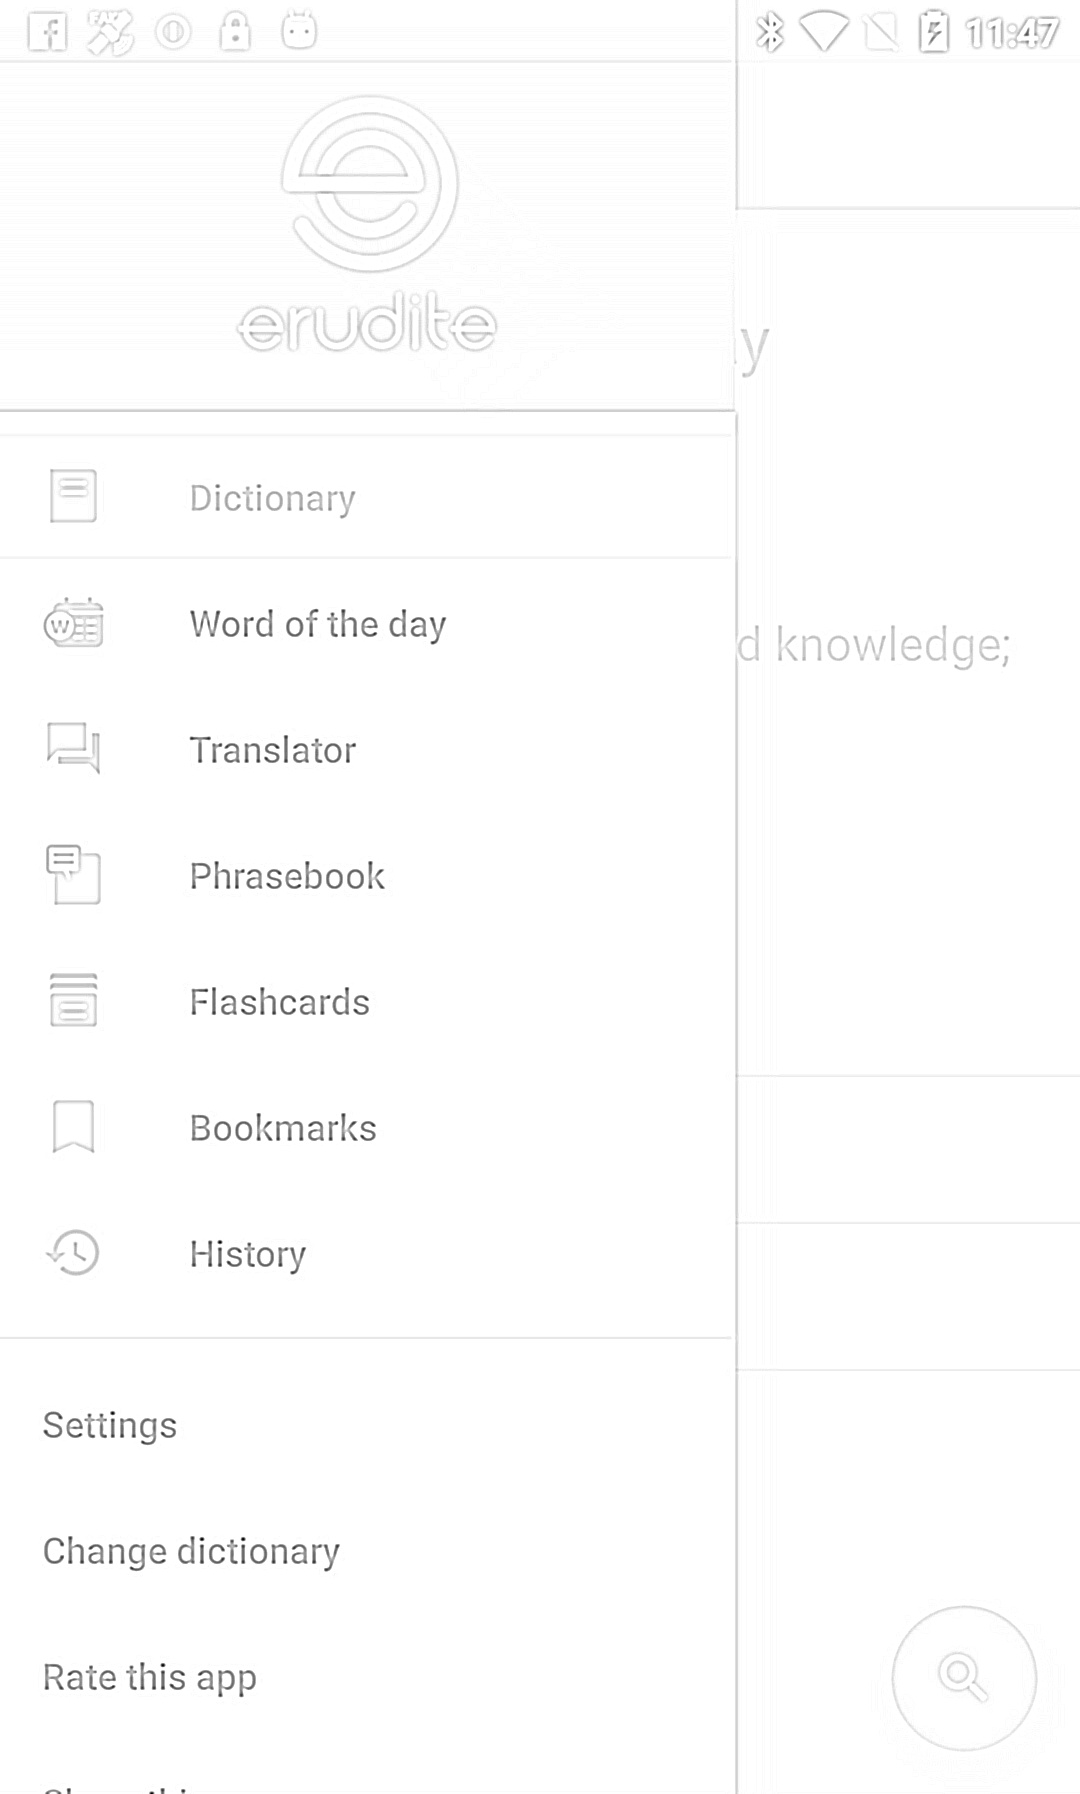 11:47
erudite
y
Dictionary
Word of the day
d knowledge;
Translator
Phrasebook
Flashcards
Bookmarks
History
Settings
Change dictionary
Rate this app